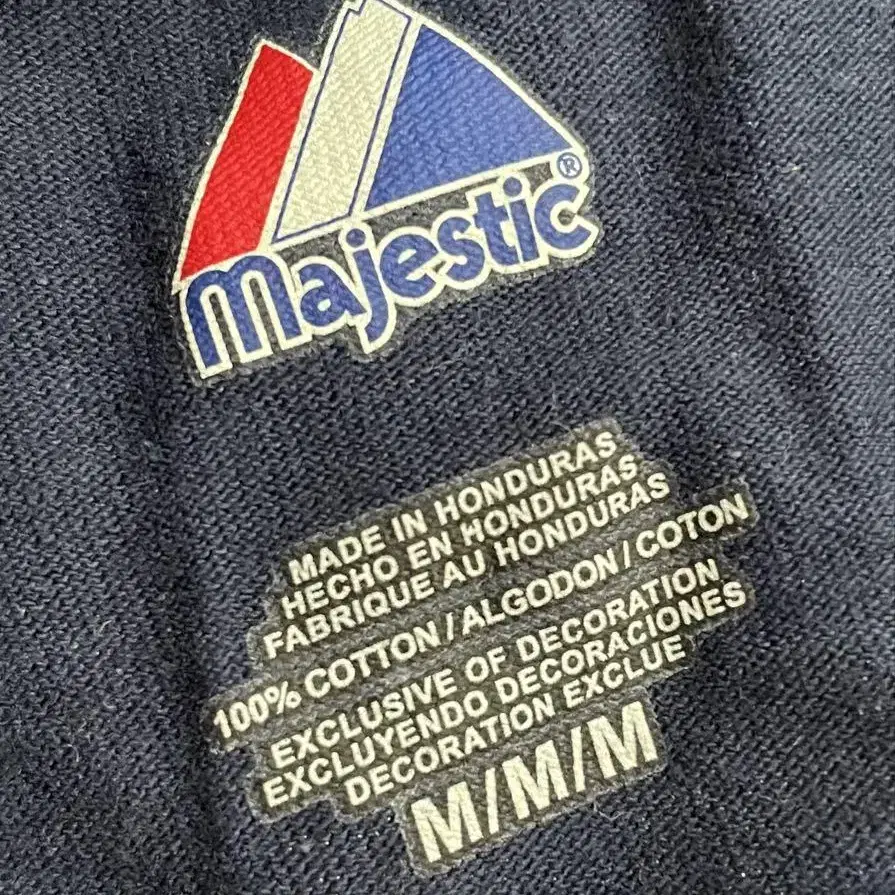 majestic®
MADE IN HONDURAS
HECHO EN HONDURAS
FABRIQUE AU HONDURAS
100% COTTON/ALGODON/COTON
EXCLUSIVE OF DECORATION
EXCLUYENDO DECORACIONES
DECORATION EXCLUE
M/M/M